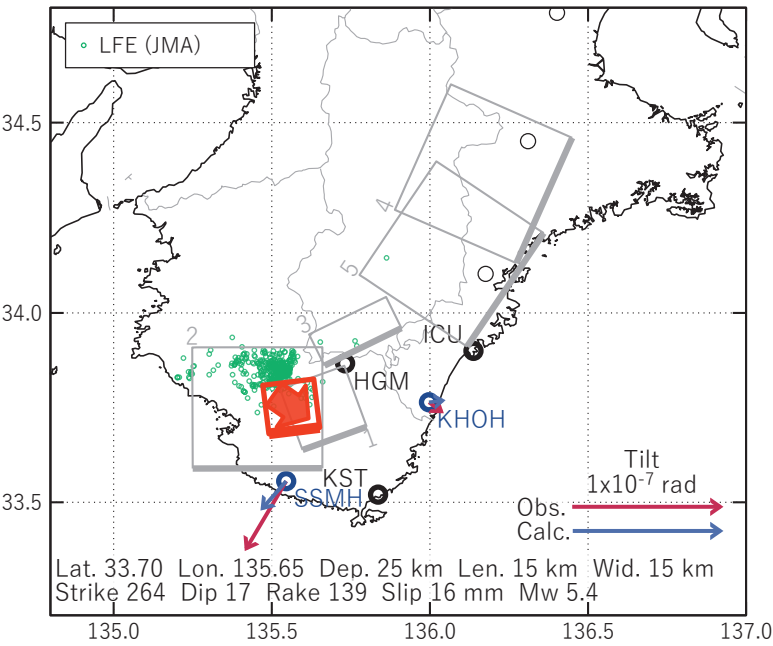 LFE (JMA)
34.5
4
5
34.0
3
ICU
2
HGM
1
KHOH
KST
SSMH
33.5
Tilt
1x10⁻⁷ rad
Obs.
Calc.
Lat. 33.70 Lon. 135.65 Dep. 25 km Len. 15 km Wid. 15 km
Strike 264 Dip 17 Rake 139 Slip 16 mm Mw 5.4
135.0 135.5 136.0 136.5 137.0